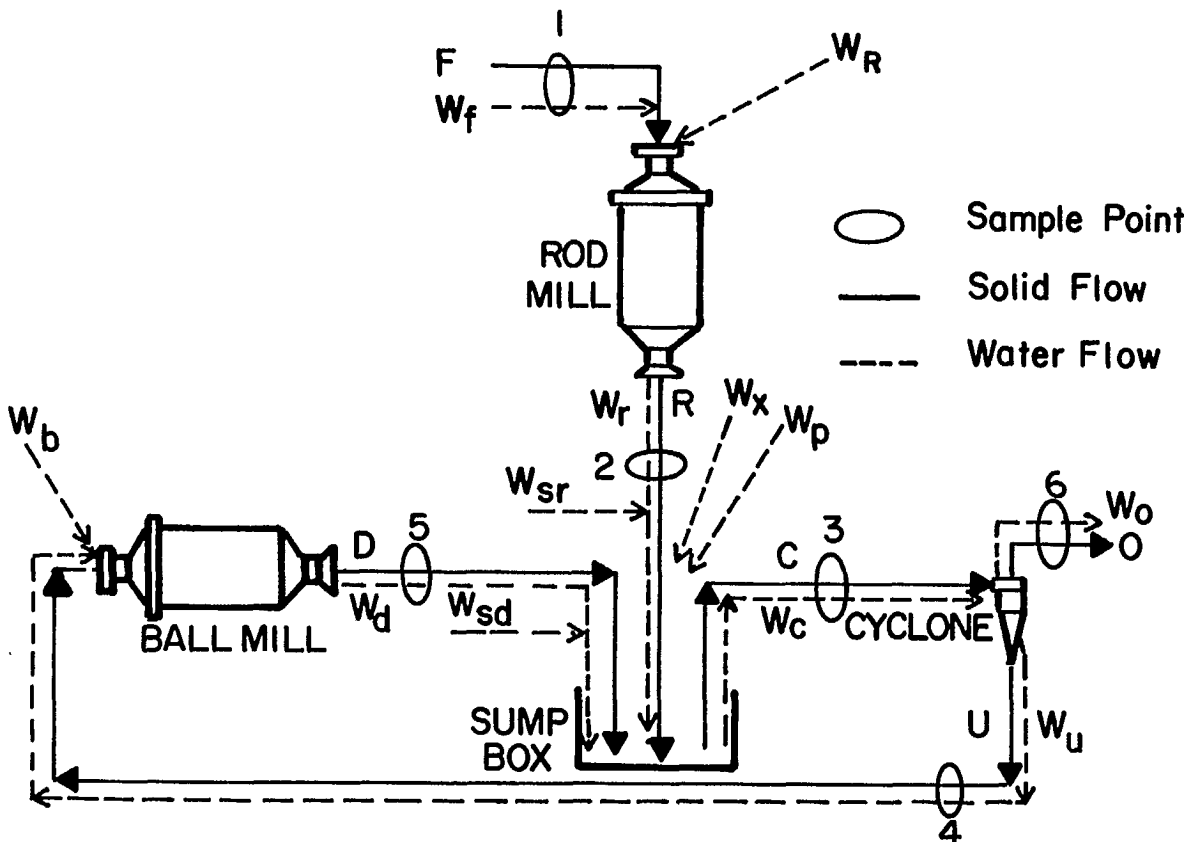 1
F
W_f
W_R
ROD
MILL
Sample Point
Solid Flow
Water Flow
W_r
R
W_x
W_p
2
W_sr
W_b
BALL MILL
D
5
W_d
W_sd
SUMP
BOX
C
3
W_c
CYCLONE
6
W_o
O
U
W_u
4